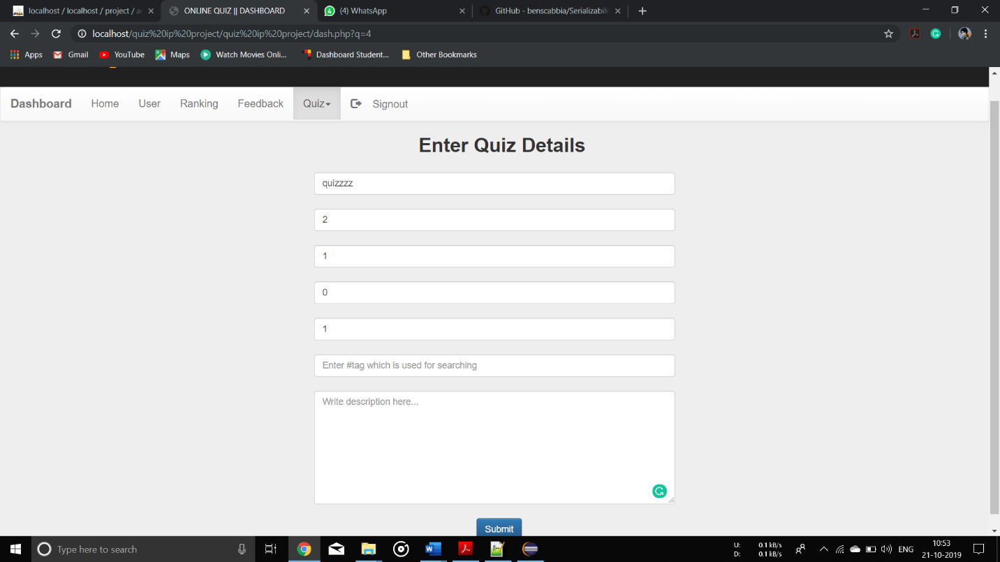 localhost / localhost / project / a
ONLINE QUIZ || DASHBOARD
(4) WhatsApp
GitHub - benscabbia/Serializabili
localhost/quiz%20ip%20project/quiz%20ip%20project/dash.php?q=4
Apps
Gmail
YouTube
Maps
Watch Movies Onli...
Dashboard Student...
Other Bookmarks
Dashboard
Home
User
Ranking
Feedback
Quiz
Signout
Enter Quiz Details
quizzzz
2
1
0
1
Enter #tag which is used for searching
Write description here...
Submit
Type here to search
U: 0.1 kB/s
D: 0.1 kB/s
ENG
10:53
21-10-2019